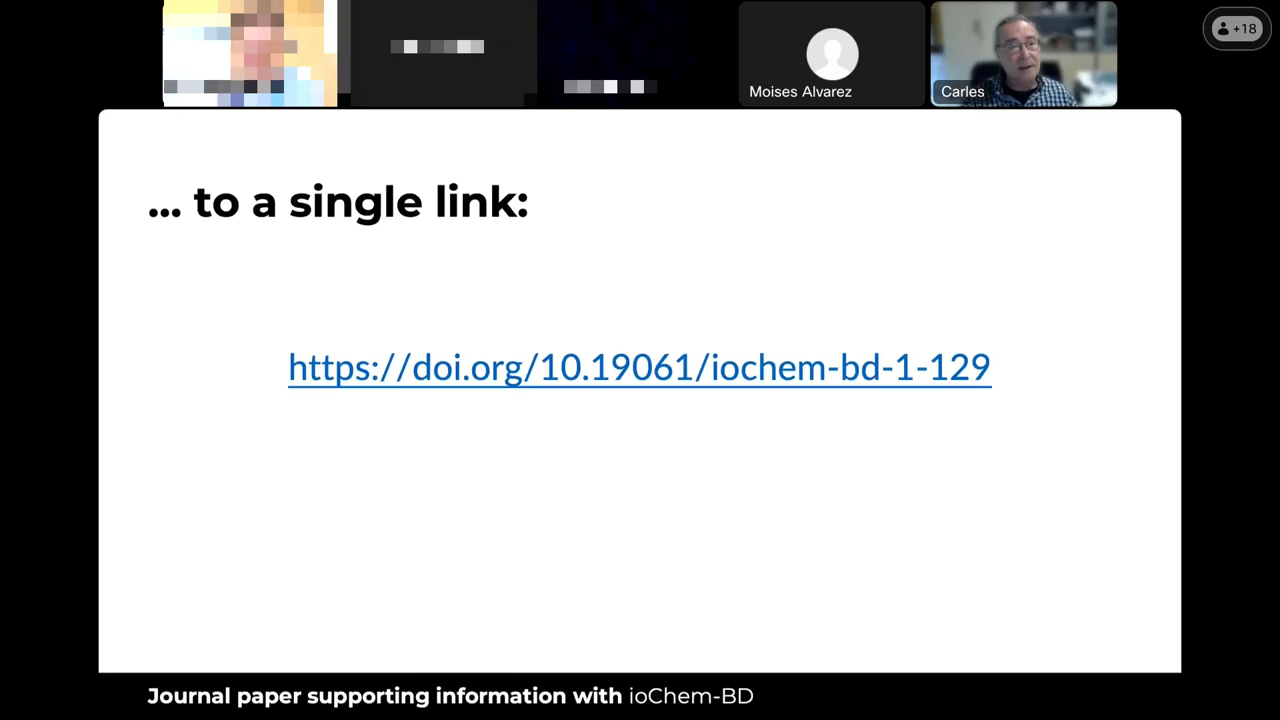 Moises Alvarez
Carles
+18
... to a single link:
https://doi.org/10.19061/iochem-bd-1-129
Journal paper supporting information with ioChem-BD